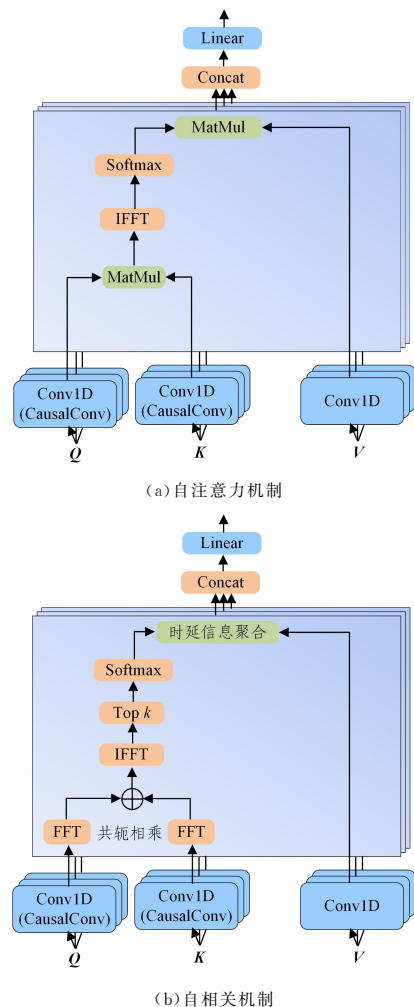 Linear
Concat
MatMul
Softmax
IFFT
MatMul
Conv1D
(CausalConv)
Conv1D
(CausalConv)
Conv1D
Q
K
V
(a)自注意力机制
Linear
Concat
时延信息聚合
Softmax
Top k
IFFT
FFT
共轭相乘
FFT
Conv1D
(CausalConv)
Conv1D
(CausalConv)
Conv1D
Q
K
V
(b)自相关机制